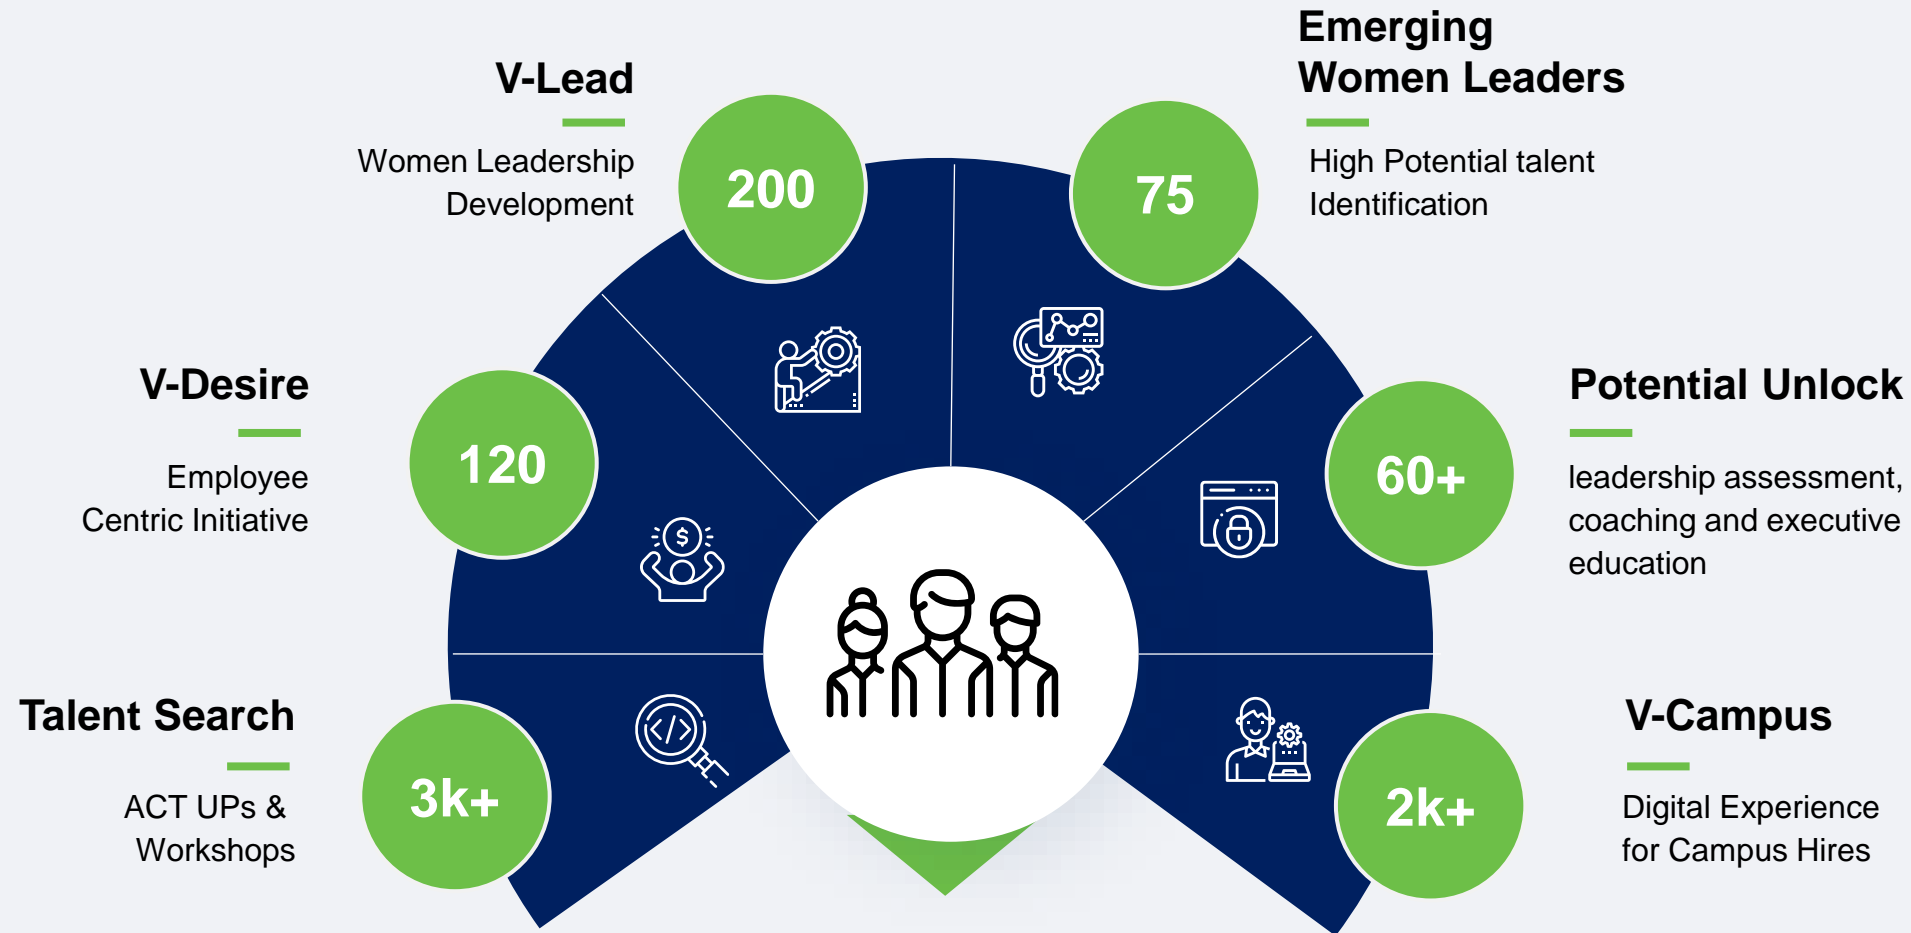 V-Lead
Women Leadership
Development
200
Emerging
Women Leaders
High Potential talent
Identification
75
V-Desire
Employee
Centric Initiative
120
Potential Unlock
leadership assessment,
coaching and executive
education
60+
Talent Search
ACT UPs &
Workshops
3k+
V-Campus
Digital Experience
for Campus Hires
2k+